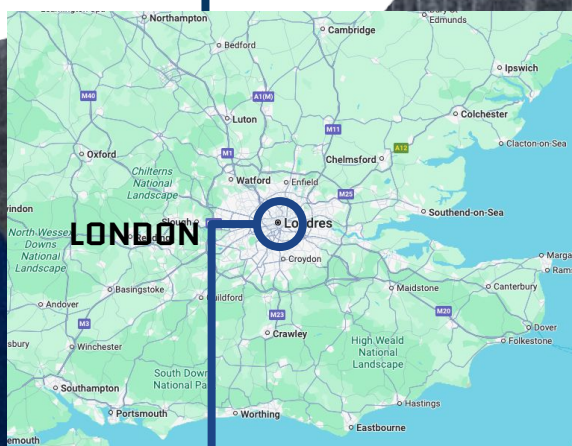 Northampton
Edmunds
Cambridge
Bedford
Ipswich
M40
A1(M)
Luton
M11
Colchester
Clacton-on-Sea
Oxford
M1
Chelmsford
A12
Chilterns
National
Landscape
Watford
Enfield
M25
Slough
Londres
Southend-on-Sea
North Wessex
Downs
National
Landscape
LONDON
Croydon
Basingstoke
Guildford
Maidstone
Canterbury
Andover
M3
M23
M20
Crawley
Dover
Folkestone
Winchester
High Weald
National
Landscape
South Down
National Pa
Southampton
Portsmouth
Worthing
Hastings
Eastbourne